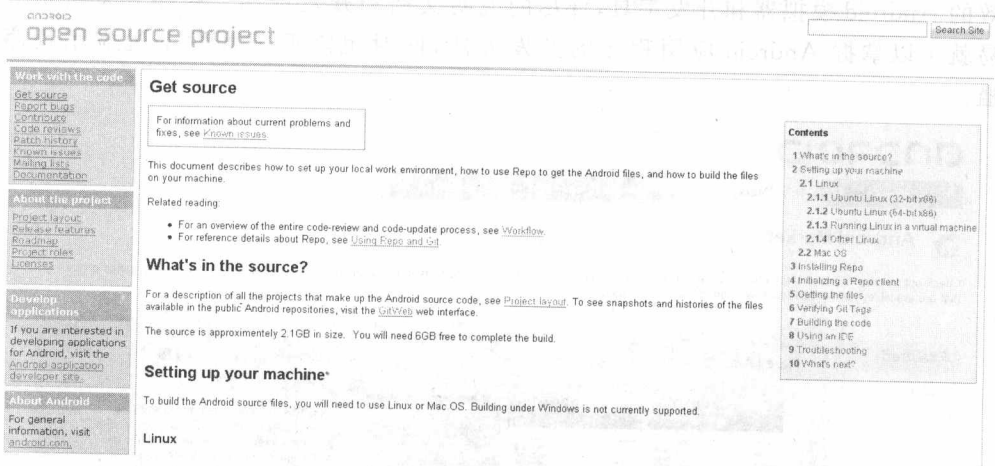 android
open source project
Search Site
Work with the code
Get source
Report bugs
Contribute
Code reviews
Patch history
Known issues
Mailing lists
Documentation
About the project
Project layout
Release features
Roadmap
Project roles
Licenses
Develop
applications
If you are interested in
developing applications
for Android, visit the
Android application
developer site.
About Android
For general
information, visit
android.com.
Get source
For information about current problems and
fixes, see Known issues.
This document describes how to set up your local work environment, how to use Repo to get the Android files, and how to build the files
on your machine.
Related reading:
• For an overview of the entire code-review and code-update process, see Workflow.
• For reference details about Repo, see Using Repo and Git.
What's in the source?
For a description of all the projects that make up the Android source code, see Project layout. To see snapshots and histories of the files
available in the public Android repositories, visit the GitWeb web interface.
The source is approximentely 2.1GB in size. You will need 6GB free to complete the build.
Setting up your machine
To build the Android source files, you will need to use Linux or Mac OS. Building under Windows is not currently supported.
Linux
Contents
1 What's in the source?
2 Setting up your machine
2.1 Linux
2.1.1 Ubuntu Linux (32-bit x86)
2.1.2 Ubuntu Linux (64-bit x86)
2.1.3 Running Linux in a virtual machine
2.1.4 Other Linux
2.2 Mac OS
3 Installing Repo
4 Initializing a Repo client
5 Getting the files
6 Verifying Git Tags
7 Building the code
8 Using an IDE
9 Troubleshooting
10 What's next?